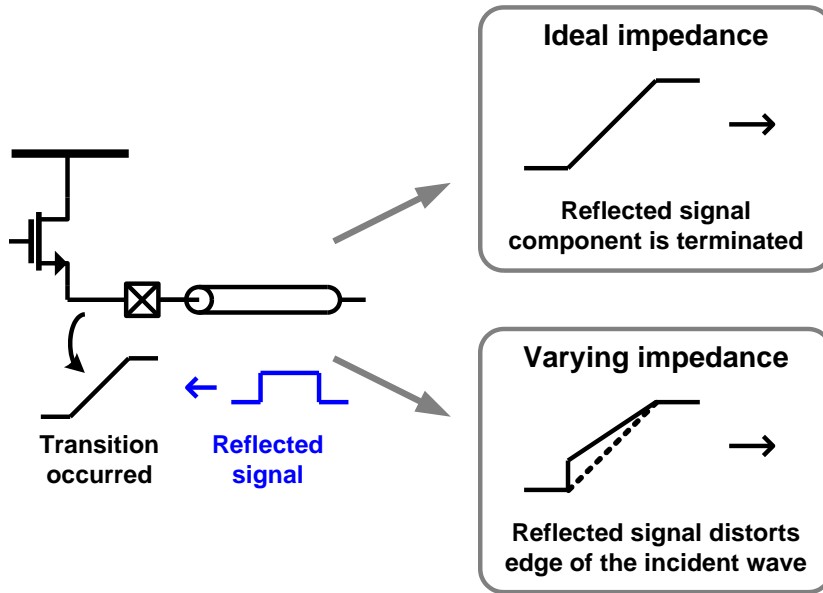 Ideal impedance
Reflected signal
component is terminated
Transition
occurred
Reflected
signal
Varying impedance
Reflected signal distorts
edge of the incident wave